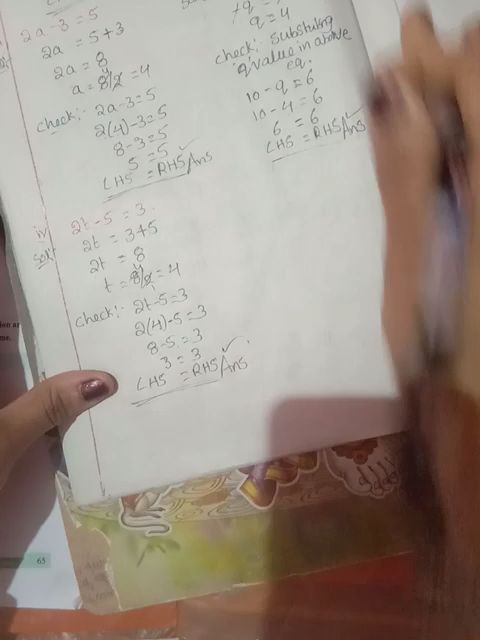 2a-3 = 5
2a = 5+3
2a = 8
a = 8/2 = 4
check:- 2a-3=5
2(4)-3=5
8-3=5
5 = 5
LHS = RHS/Ans
q = 4
check: Substuting
'q' value in above
eq.
10-q = 6
10-4 = 6
6 = 6
LHS = RHS/Ans
iv
Sol:-
2t-5 = 3
2t = 3+5
2t = 8
t = 8/2 = 4
check:- 2t-5=3
2(4)-5=3
8-5=3
3 = 3
LHS = RHS/Ans
65